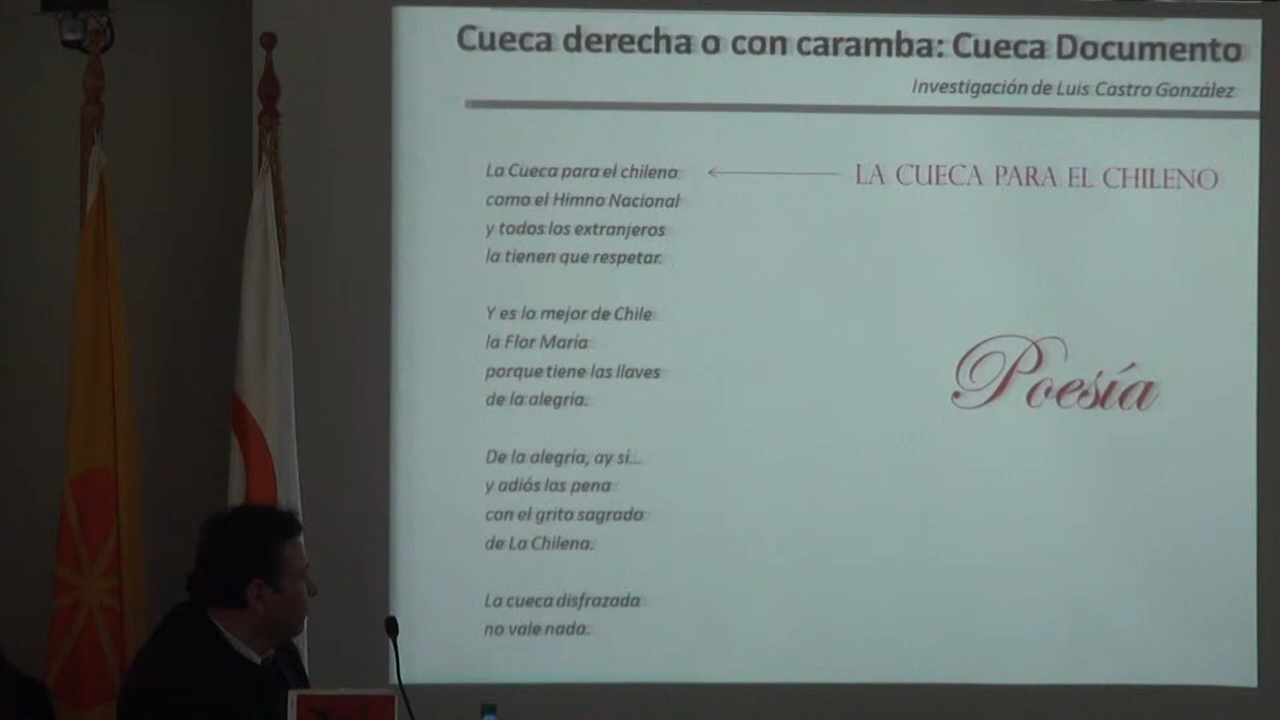 Cueca derecha o con caramba: Cueca Documento
Investigación de Luis Castro González
La Cueca para el chileno
LA CUECA PARA EL CHILENO
como el Himno Nacional
y todos los extranjeros
la tienen que respetar.
Y es lo mejor de Chile
la Flor María
porque tiene las llaves
de la alegría.
Poesía
De la alegría, ay sí...
y adiós las pena
con el grito sagrado
de La Chilena.
La cueca disfrazada
no vale nada.